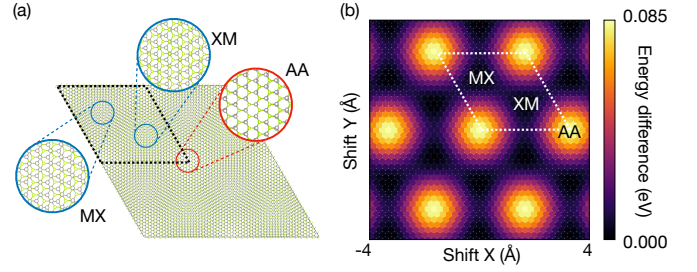 (a)
XM
AA
MX
(b)
MX
XM
AA
Shift Y (Å)
-4
Shift X (Å)
4
0.085
Energy difference (eV)
0.000